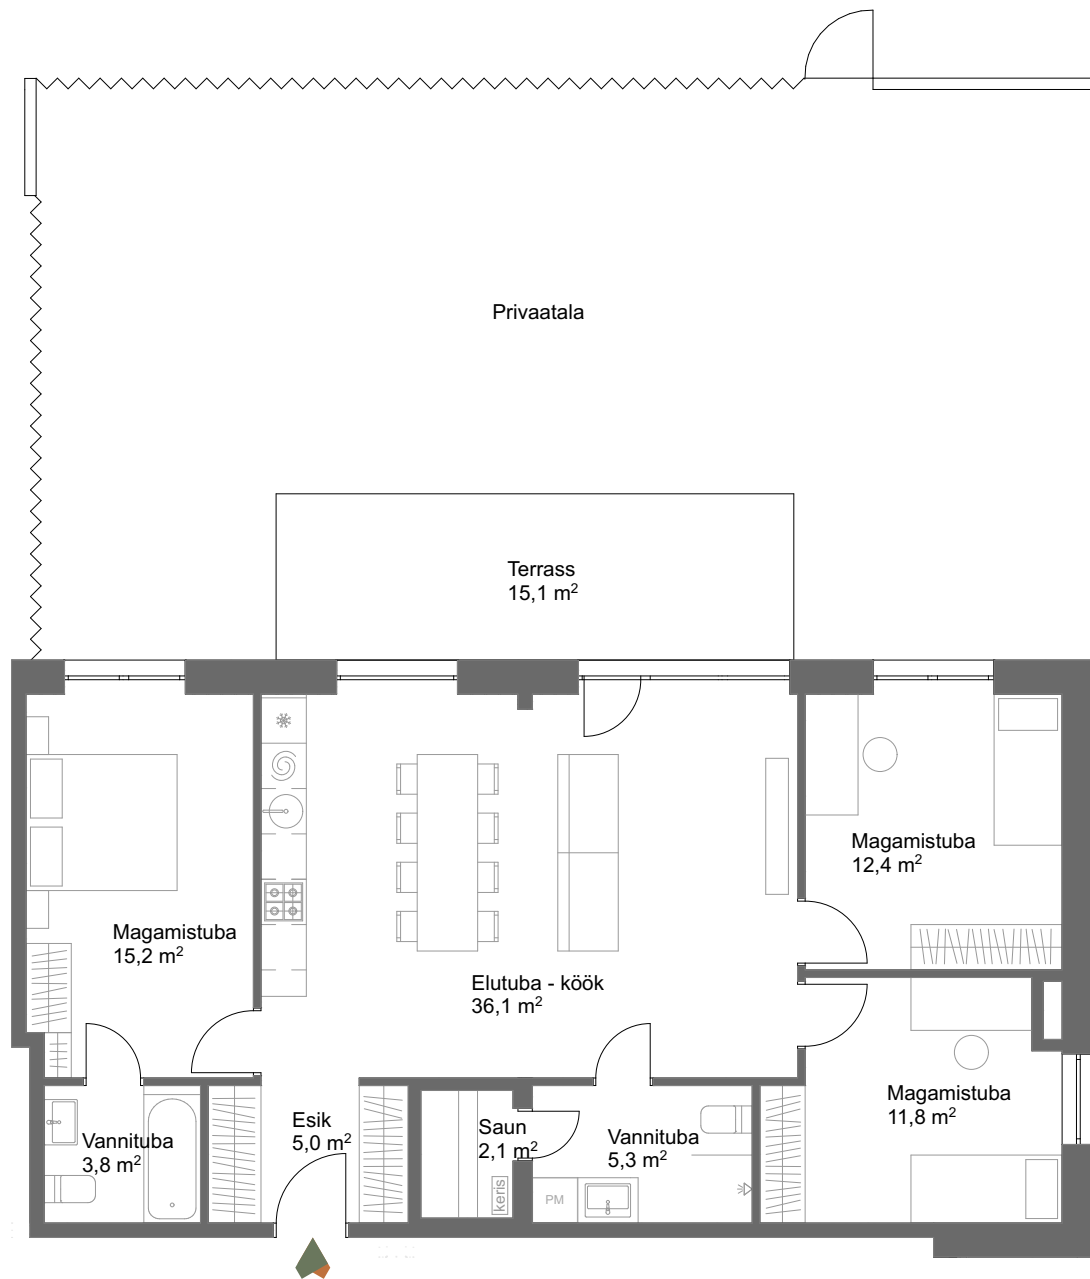 Privaatala
Terrass
15,1 m²
Magamistuba
12,4 m²
Magamistuba
15,2 m²
Elutuba - köök
36,1 m²
Magamistuba
11,8 m²
Esik
5,0 m²
Saun
2,1 m²
Vannituba
5,3 m²
Vannituba
3,8 m²
keris
PM